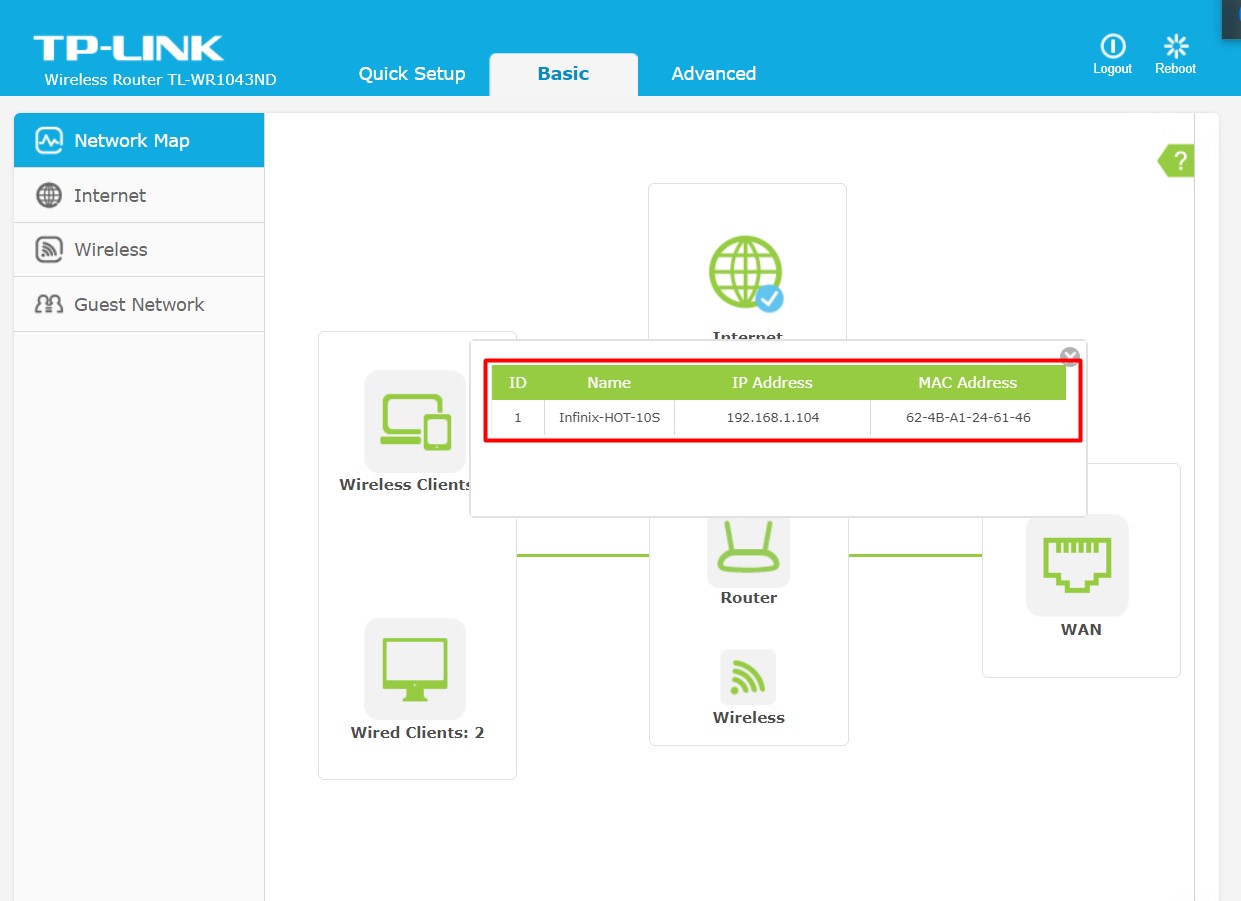 TP-LINK
Wireless Router TL-WR1043ND
Quick Setup
Basic
Advanced
Logout
Reboot
Network Map
Internet
Wireless
Guest Network
?
Internet
ID Name IP Address MAC Address
1 Infinix-HOT-10S 192.168.1.104 62-4B-A1-24-61-46
Wireless Clients
Router
WAN
Wireless
Wired Clients: 2